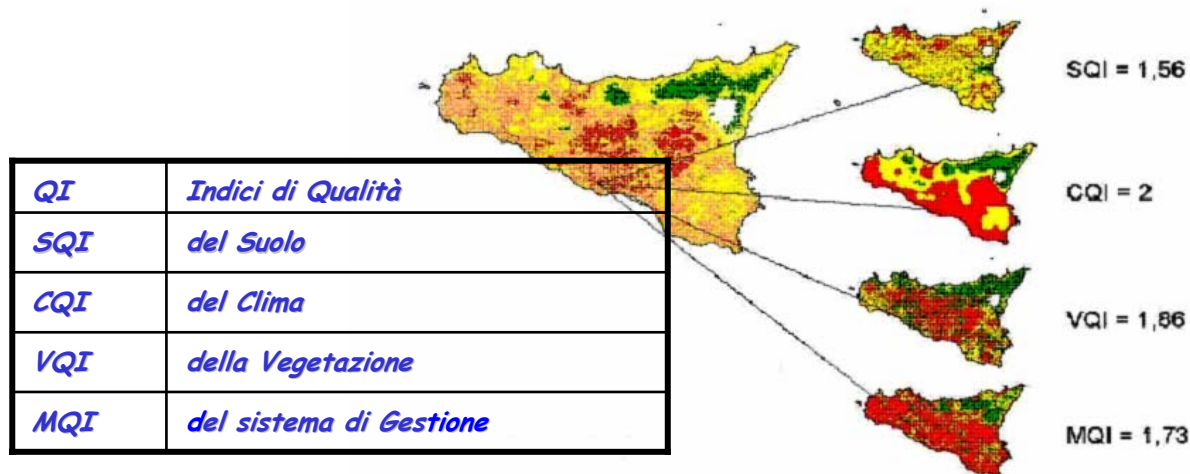 SQI = 1,56
CQI = 2
QI Indici di Qualità
SQI del Suolo
CQI del Clima
VQI della Vegetazione
MQI del sistema di Gestione
VQI = 1,86
MQI = 1,73